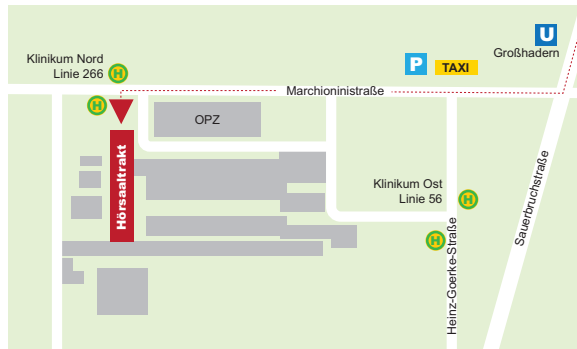 U
Großhadern
Klinikum Nord
Linie 266
H
P
TAXI
Marchioninistraße
H
OPZ
Hörsaaltrakt
Klinikum Ost
Linie 56
H
H
Heinz-Goerke-Straße
Sauerbruchstraße